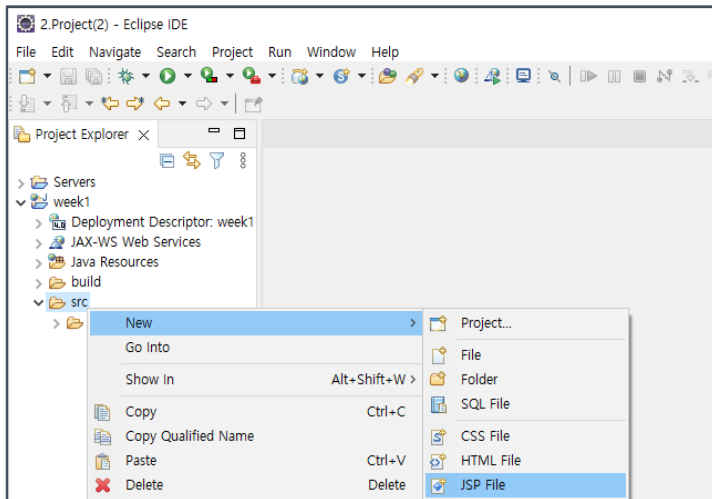 2.Project(2) - Eclipse IDE
File Edit Navigate Search Project Run Window Help
Project Explorer
Servers
week1
4.0 Deployment Descriptor: week1
JAX-WS Web Services
Java Resources
build
src
New
Go Into
Show In Alt+Shift+W >
Copy Ctrl+C
Copy Qualified Name
Paste Ctrl+V
Delete Delete
Project...
File
Folder
SQL File
CSS File
HTML File
JSP File